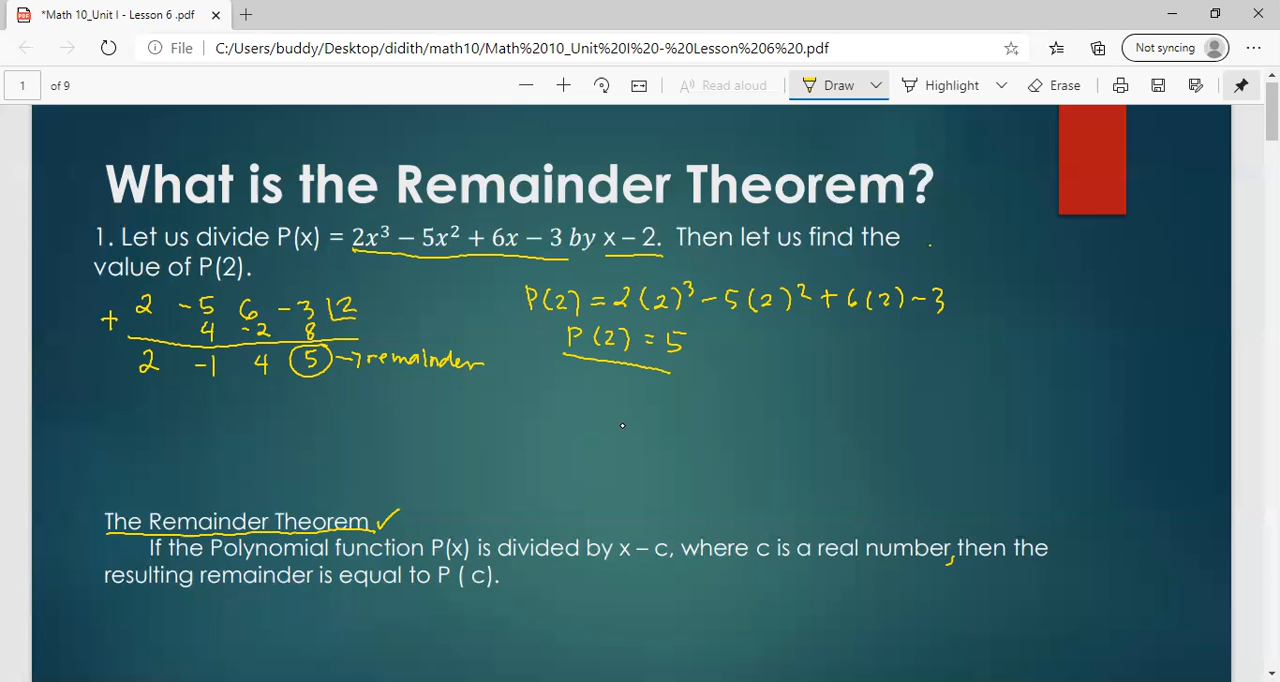 *Math 10_Unit I - Lesson 6 .pdf
File C:/Users/buddy/Desktop/didith/math10/Math%2010_Unit%20I%20-%20Lesson%206%20.pdf Not syncing
1 of 9 Read aloud Draw Highlight Erase
What is the Remainder Theorem?
1. Let us divide P(x) = 2x³ − 5x² + 6x − 3 by x – 2. Then let us find the
value of P(2).
2 -5 6 -3 |2
+ 4 -2 8
2 -1 4 5 → remainder
P(2) = 2(2)³ - 5(2)² + 6(2) - 3
P(2) = 5
The Remainder Theorem ✓
If the Polynomial function P(x) is divided by x – c, where c is a real number, then the
resulting remainder is equal to P ( c).